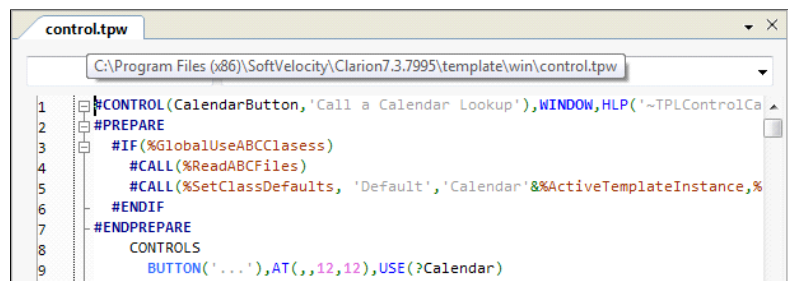 control.tpw
C:\Program Files (x86)\SoftVelocity\Clarion7.3.7995\template\win\control.tpw
1 #CONTROL(CalendarButton,'Call a Calendar Lookup'),WINDOW,HLP('~TPLControlCa
2 #PREPARE
3 #IF(%GlobalUseABCClasess)
4 #CALL(%ReadABCFiles)
5 #CALL(%SetClassDefaults, 'Default','Calendar'&%ActiveTemplateInstance,%
6 #ENDIF
7 #ENDPREPARE
8 CONTROLS
9 BUTTON('...'),AT(,,12,12),USE(?Calendar)